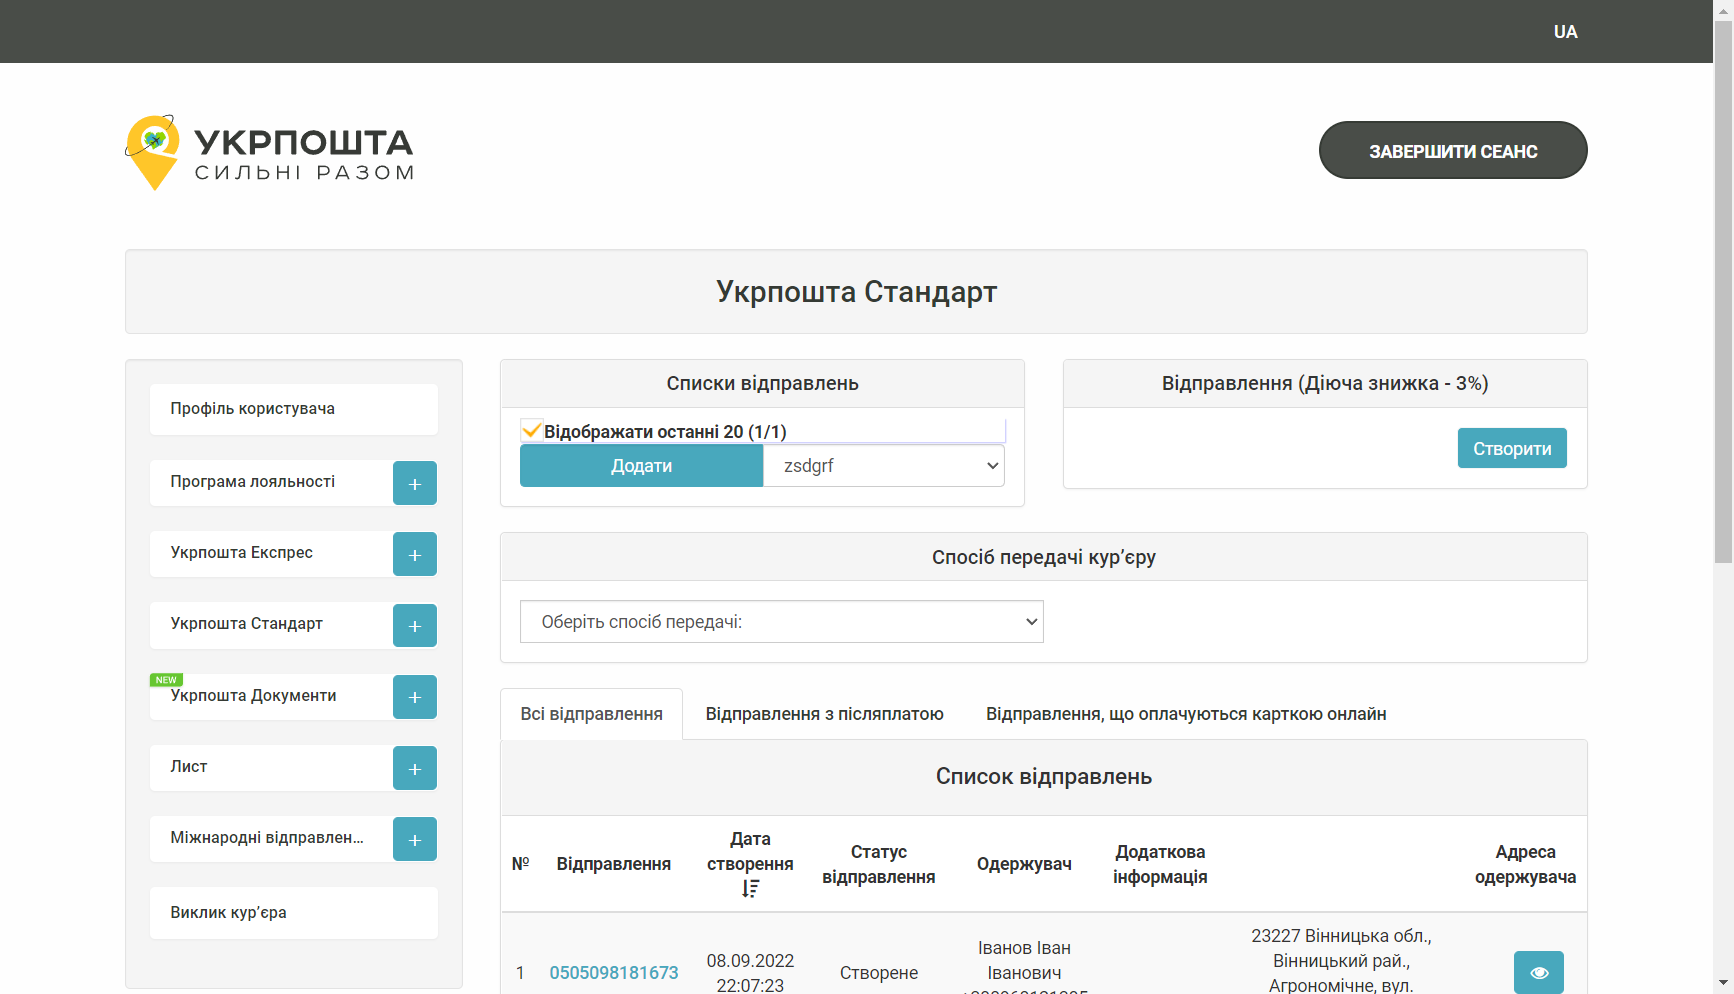 UA
УКРПОШТА
СИЛЬНІ РАЗОМ
ЗАВЕРШИТИ СЕАНС
Укрпошта Стандарт
Профіль користувача
Програма лояльності
Укрпошта Експрес
Укрпошта Стандарт
NEW
Укрпошта Документи
Лист
Міжнародні відправлен...
Виклик кур’єра
Списки відправлень
Відображати останні 20 (1/1)
Додати
zsdgrf
Відправлення (Діюча знижка - 3%)
Створити
Спосіб передачі кур’єру
Оберіть спосіб передачі:
Всі відправлення
Відправлення з післяплатою
Відправлення, що оплачуються карткою онлайн
Список відправлень
№
Відправлення
Дата
створення
Статус
відправлення
Одержувач
Додаткова
інформація
Адреса
одержувача
1
0505098181673
08.09.2022
22:07:23
Створене
Іванов Іван
Іванович
23227 Вінницька обл.,
Вінницький рай.,
Агрономічне, вул.